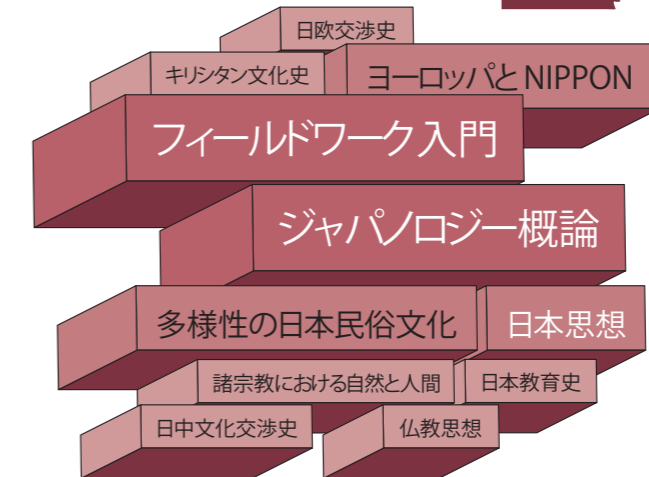 日欧交渉史
キリシタン文化史
ヨーロッパとNIPPON
フィールドワーク入門
ジャパノロジー概論
多様性の日本民俗文化
日本思想
諸宗教における自然と人間
日本教育史
日中文化交渉史
仏教思想